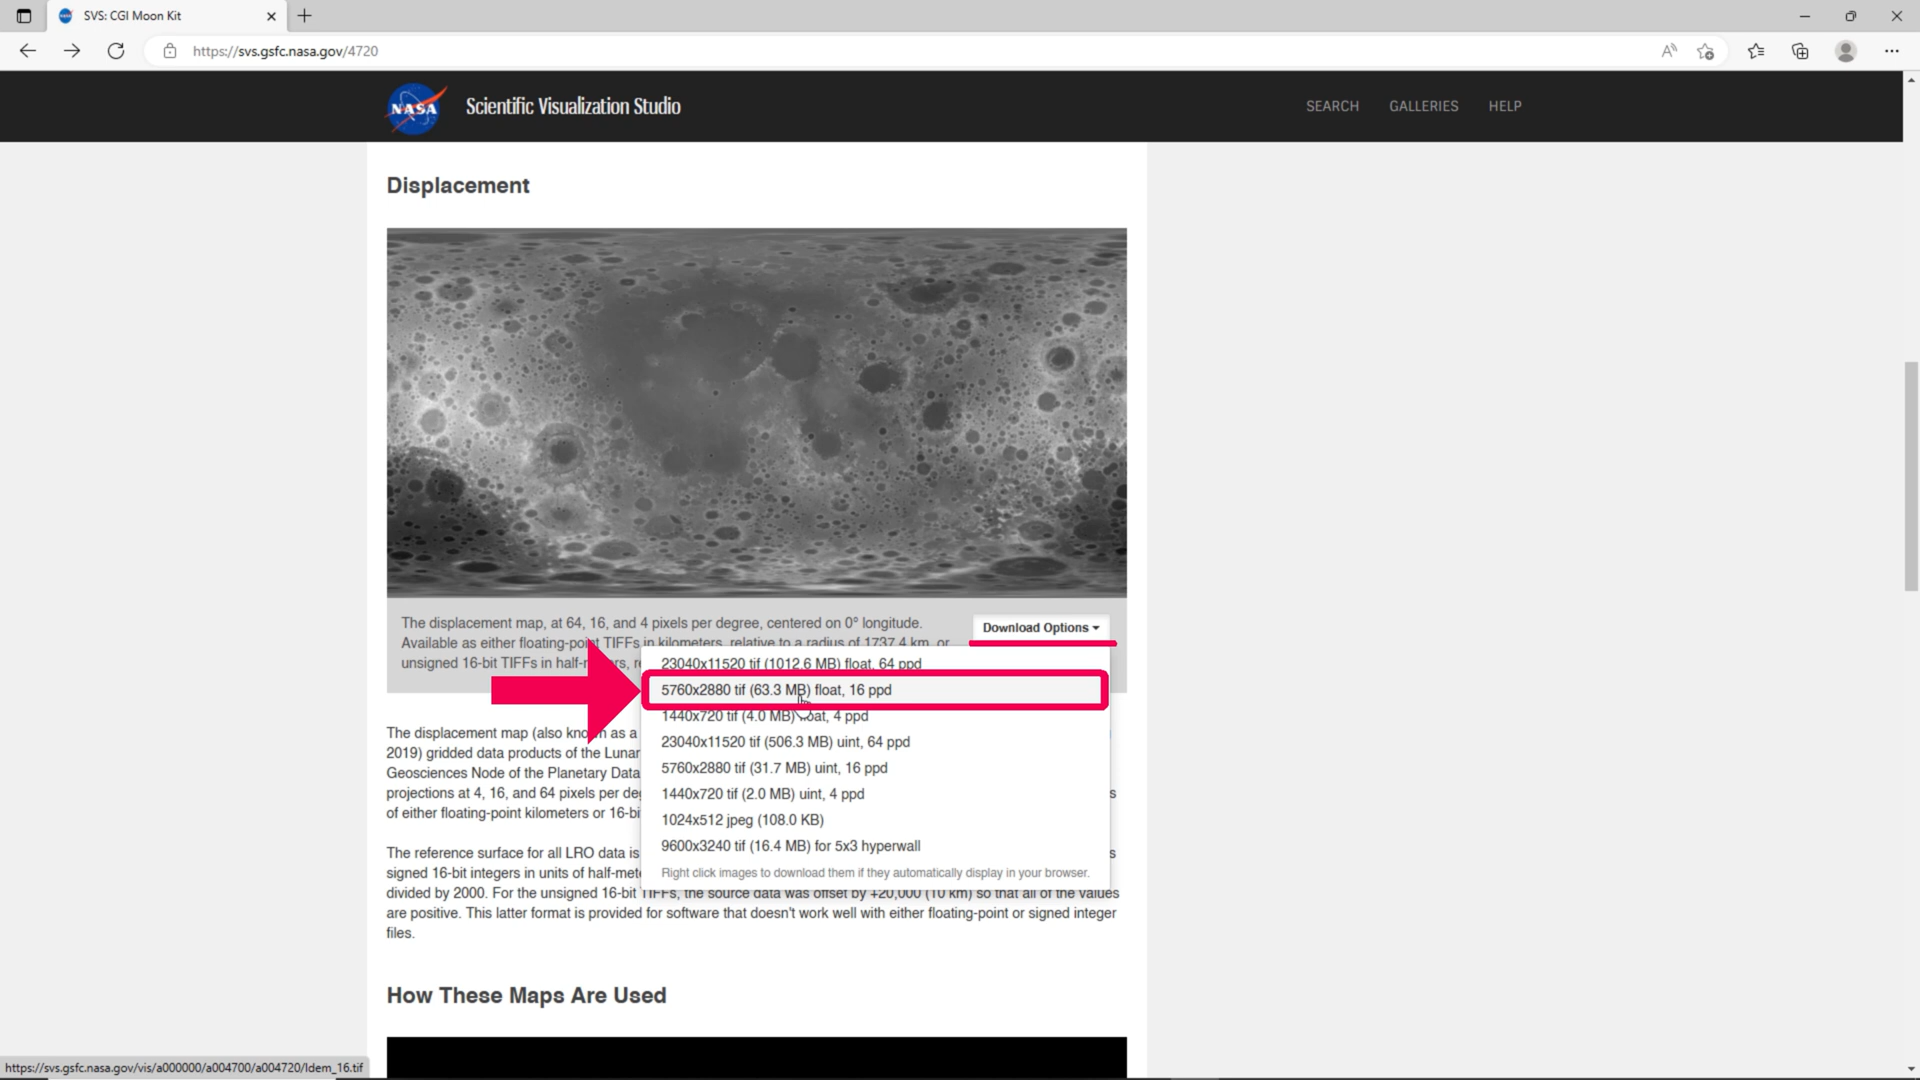 SVS: CGI Moon Kit
https://svs.gsfc.nasa.gov/4720
NASA
Scientific Visualization Studio
SEARCH
GALLERIES
HELP
Displacement
The displacement map, at 64, 16, and 4 pixels per degree, centered on 0° longitude.
Available as either floating-point TIFFs in kilometers, relative to a radius of 1737.4 km, or
unsigned 16-bit TIFFs in half-
Download Options
23040x11520 tif (1012.6 MB) float, 64 ppd
5760x2880 tif (63.3 MB) float, 16 ppd
1440x720 tif (4.0 MB) float, 4 ppd
23040x11520 tif (506.3 MB) uint, 64 ppd
5760x2880 tif (31.7 MB) uint, 16 ppd
1440x720 tif (2.0 MB) uint, 4 ppd
1024x512 jpeg (108.0 KB)
9600x3240 tif (16.4 MB) for 5x3 hyperwall
Right click images to download them if they automatically display in your browser.
The displacement map (also known as a
2019) gridded data products of the Lunar
Geosciences Node of the Planetary Data
projections at 4, 16, and 64 pixels per
of either floating-point kilometers or
The reference surface for all LRO data is
signed 16-bit integers in units of
divided by 2000. For the unsigned 16-bit TIFFs, the source data was offset by +20,000 (10 km) so that all of the values
are positive. This latter format is provided for software that doesn't work well with either floating-point or signed integer
files.
How These Maps Are Used
https://svs.gsfc.nasa.gov/vis/a000000/a004700/a004720/ldem_16.tif